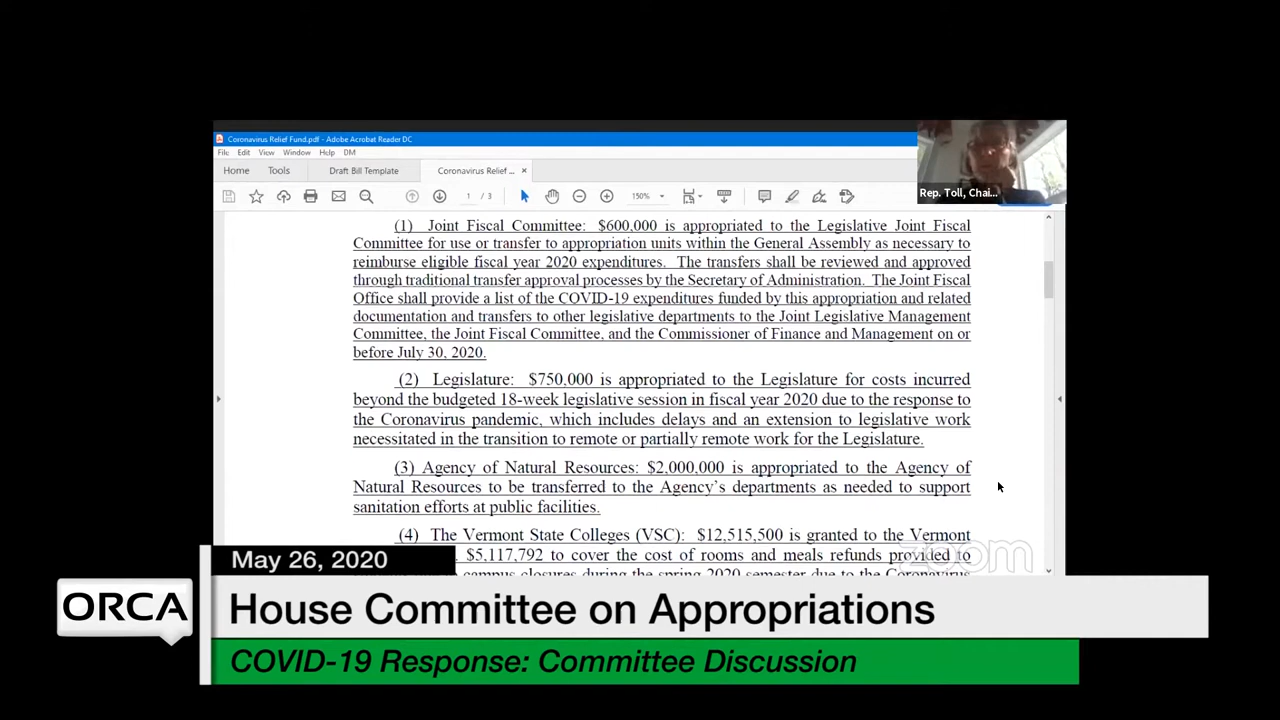 Coronavirus Relief Fund.pdf - Adobe Acrobat Reader DC
File Edit View Window Help DM
Home Tools Draft Bill Template Coronavirus Relief ... ×
1 / 3 150%
Rep. Toll, Chai...
(1) Joint Fiscal Committee: $600,000 is appropriated to the Legislative Joint Fiscal
Committee for use or transfer to appropriation units within the General Assembly as necessary to
reimburse eligible fiscal year 2020 expenditures. The transfers shall be reviewed and approved
through traditional transfer approval processes by the Secretary of Administration. The Joint Fiscal
Office shall provide a list of the COVID-19 expenditures funded by this appropriation and related
documentation and transfers to other legislative departments to the Joint Legislative Management
Committee, the Joint Fiscal Committee, and the Commissioner of Finance and Management on or
before July 30, 2020.
(2) Legislature: $750,000 is appropriated to the Legislature for costs incurred
beyond the budgeted 18-week legislative session in fiscal year 2020 due to the response to
the Coronavirus pandemic, which includes delays and an extension to legislative work
necessitated in the transition to remote or partially remote work for the Legislature.
(3) Agency of Natural Resources: $2,000,000 is appropriated to the Agency of
Natural Resources to be transferred to the Agency's departments as needed to support
sanitation efforts at public facilities.
(4) The Vermont State Colleges (VSC): $12,515,500 is granted to the Vermont
$5,117,792 to cover the cost of rooms and meals refunds provided
campus closures during the spring 2020 semester due to the Coronavirus
zoom
May 26, 2020
ORCA
House Committee on Appropriations
COVID-19 Response: Committee Discussion